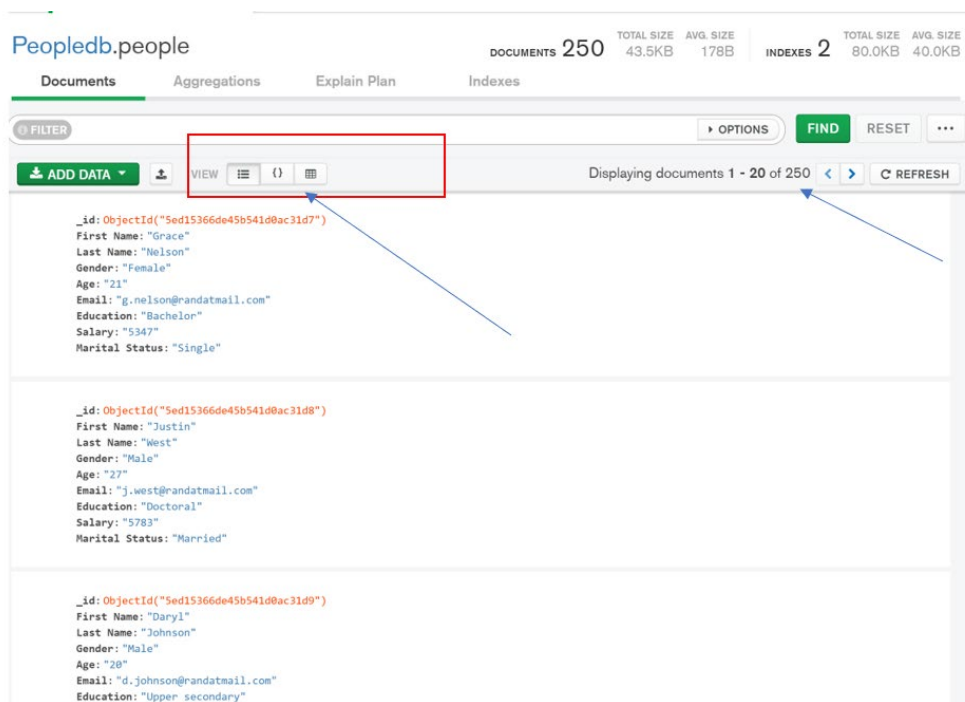 Peopledb.people
DOCUMENTS 250 TOTAL SIZE 43.5KB AVG. SIZE 178B INDEXES 2 TOTAL SIZE 80.0KB AVG. SIZE 40.0KB
Documents Aggregations Explain Plan Indexes
FILTER OPTIONS FIND RESET ...
ADD DATA VIEW {} Displaying documents 1 - 20 of 250 < > REFRESH
_id: ObjectId("5ed15366de45b541d0ac31d7")
First Name: "Grace"
Last Name: "Nelson"
Gender: "Female"
Age: "21"
Email: "g.nelson@randatmail.com"
Education: "Bachelor"
Salary: "5347"
Marital Status: "Single"
_id: ObjectId("5ed15366de45b541d0ac31d8")
First Name: "Justin"
Last Name: "West"
Gender: "Male"
Age: "27"
Email: "j.west@randatmail.com"
Education: "Doctoral"
Salary: "5783"
Marital Status: "Married"
_id: ObjectId("5ed15366de45b541d0ac31d9")
First Name: "Daryl"
Last Name: "Johnson"
Gender: "Male"
Age: "20"
Email: "d.johnson@randatmail.com"
Education: "Upper secondary"